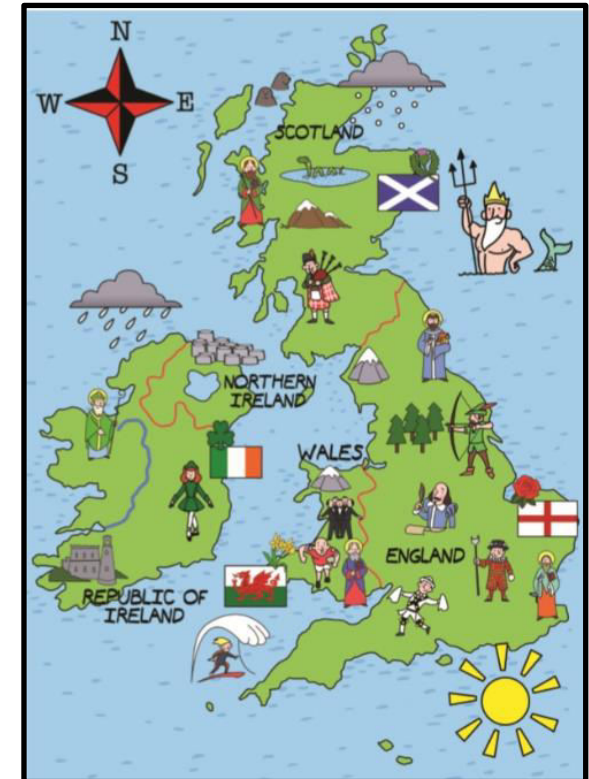 N
W E
S
SCOTLAND
NORTHERN
IRELAND
WALES
ENGLAND
REPUBLIC OF
IRELAND